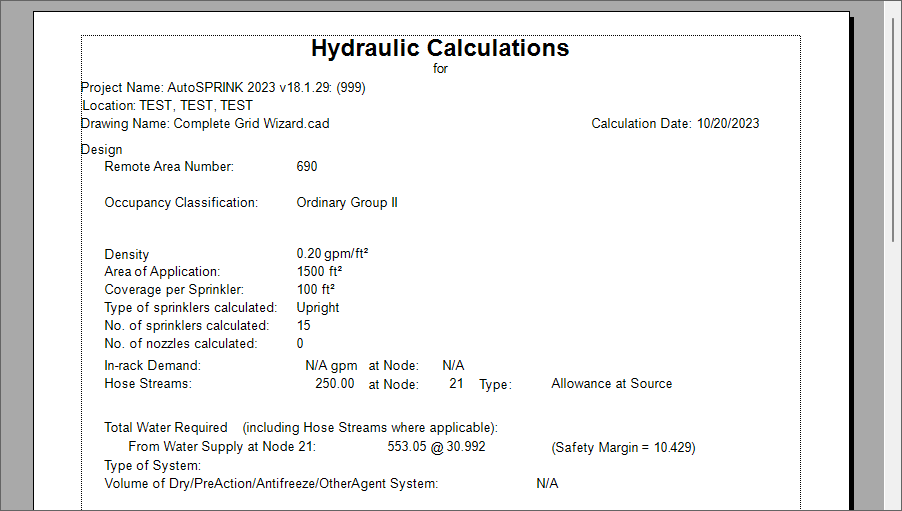 Hydraulic Calculations
for
Project Name: AutoSPRINK 2023 v18.1.29: (999)
Location: TEST, TEST, TEST
Drawing Name: Complete Grid Wizard.cad Calculation Date: 10/20/2023
Design
Remote Area Number: 690
Occupancy Classification: Ordinary Group II
Density 0.20 gpm/ft²
Area of Application: 1500 ft²
Coverage per Sprinkler: 100 ft²
Type of sprinklers calculated: Upright
No. of sprinklers calculated: 15
No. of nozzles calculated: 0
In-rack Demand: N/A gpm at Node: N/A
Hose Streams: 250.00 at Node: 21 Type: Allowance at Source
Total Water Required (including Hose Streams where applicable):
From Water Supply at Node 21: 553.05 @ 30.992 (Safety Margin = 10.429)
Type of System:
Volume of Dry/PreAction/Antifreeze/OtherAgent System: N/A